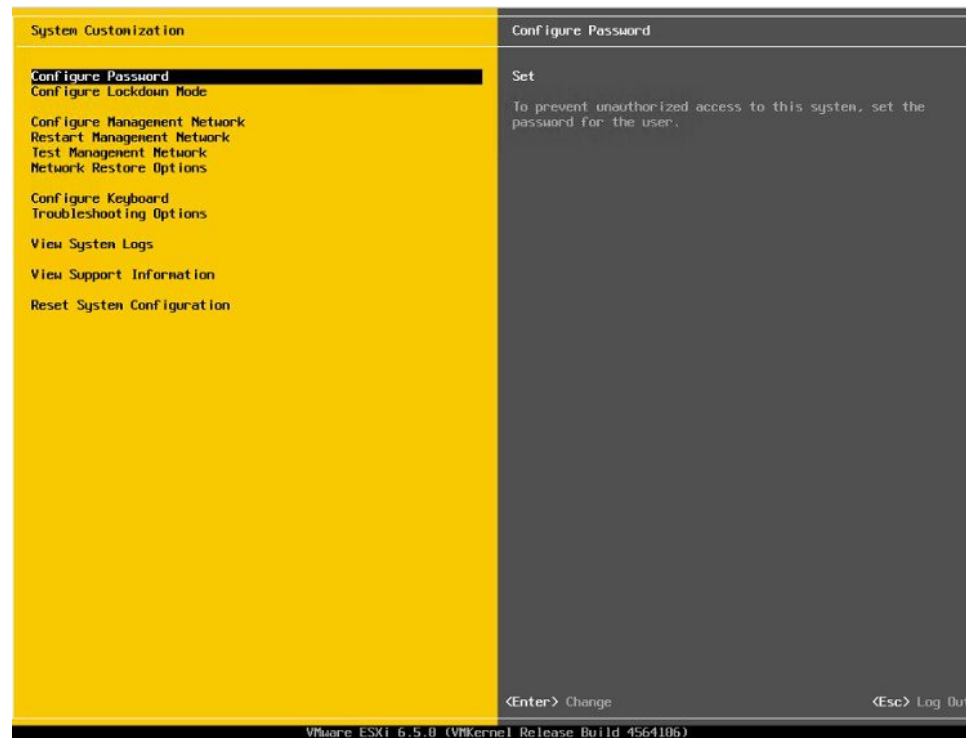 System Customization
Configure Password
Configure Lockdown Mode
Configure Management Network
Restart Management Network
Test Management Network
Network Restore Options
Configure Keyboard
Troubleshooting Options
View System Logs
View Support Information
Reset System Configuration
Configure Password
Set
To prevent unauthorized access to this system, set the
password for the user.
<Enter> Change
<Esc> Log Out
VMware ESXi 6.5.0 (VMKernel Release Build 4564106)